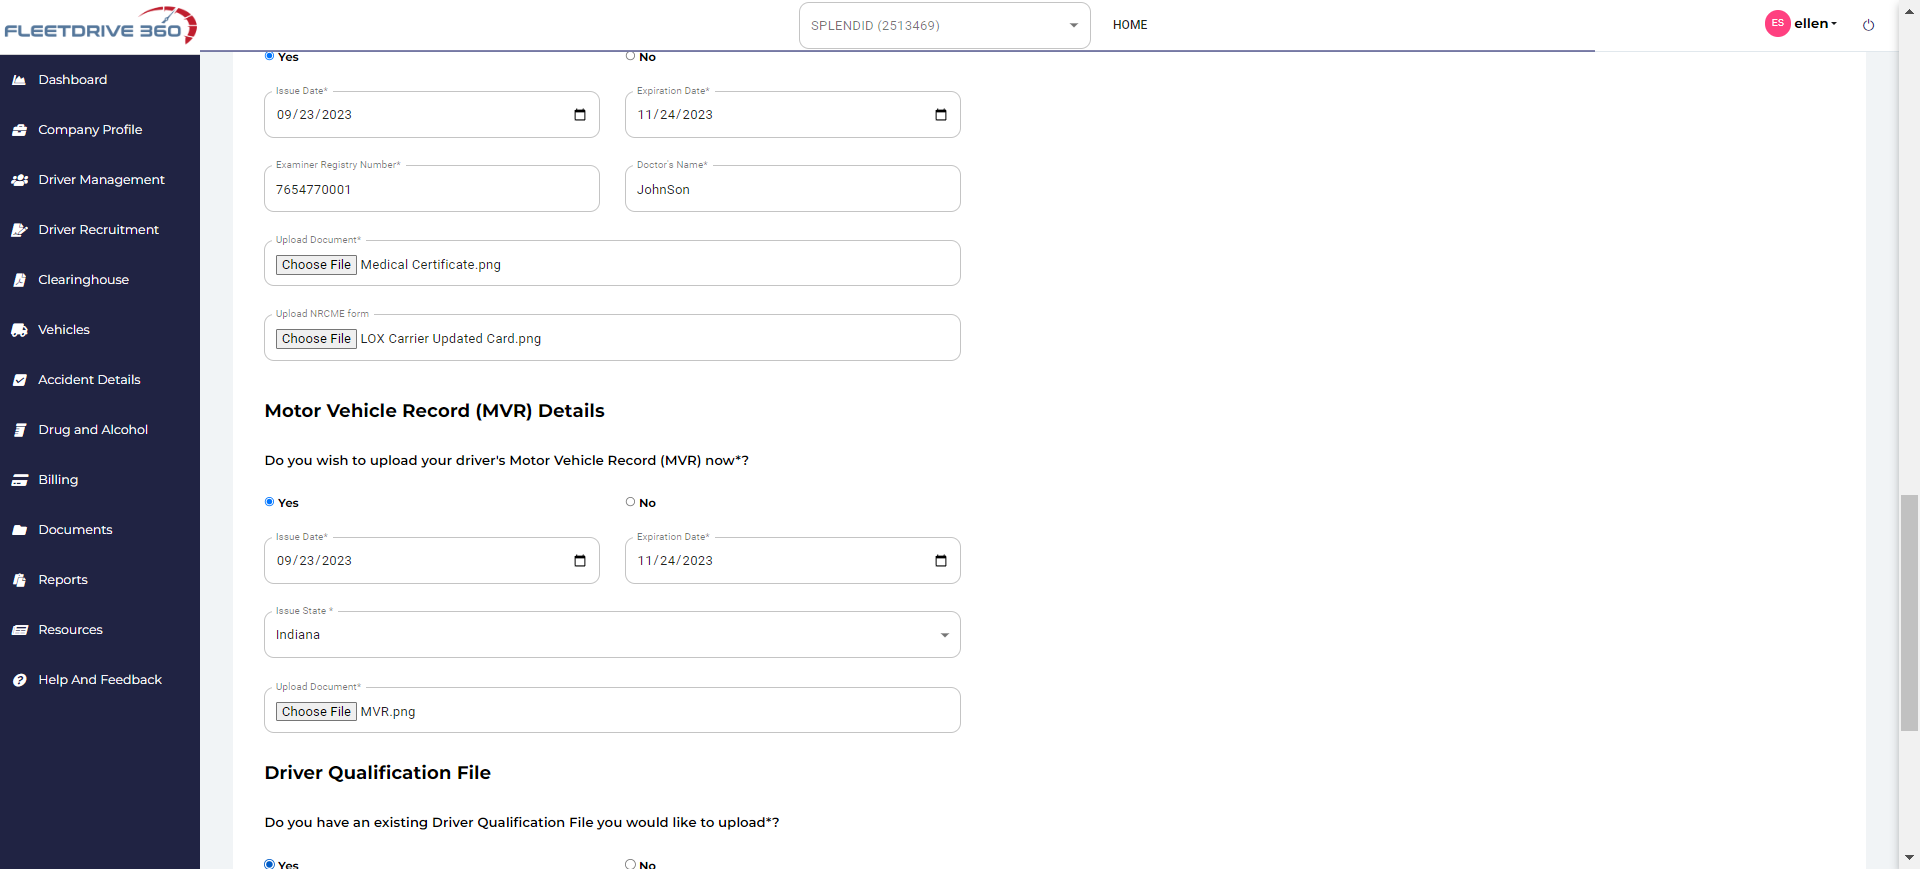 FLEETDRIVE 360
SPLENDID (2513469)
HOME
ES
ellen
Dashboard
Company Profile
Driver Management
Driver Recruitment
Clearinghouse
Vehicles
Accident Details
Drug and Alcohol
Billing
Documents
Reports
Resources
Help And Feedback
Yes No
Issue Date* Expiration Date*
09/23/2023 11/24/2023
Examiner Registry Number* Doctor's Name*
7654770001 JohnSon
Upload Document*
Choose File Medical Certificate.png
Upload NRCME form
Choose File LOX Carrier Updated Card.png
Motor Vehicle Record (MVR) Details
Do you wish to upload your driver's Motor Vehicle Record (MVR) now*?
Yes No
Issue Date* Expiration Date*
09/23/2023 11/24/2023
Issue State *
Indiana
Upload Document*
Choose File MVR.png
Driver Qualification File
Do you have an existing Driver Qualification File you would like to upload*?
Yes No